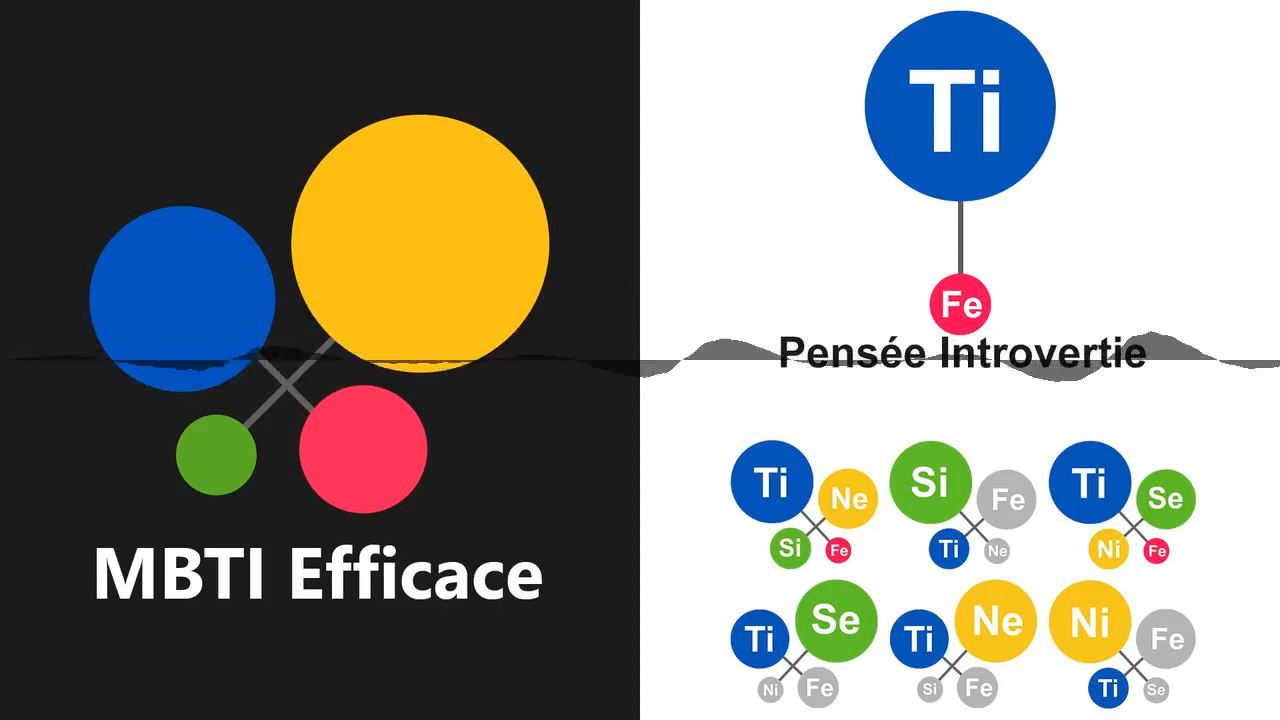 MBTI Efficace
Ti
Fe
Pensée Introvertie
Ti
Ne
Si
Fe
Si
Fe
Ti
Ne
Ti
Se
Ni
Fe
Ti
Se
Ni
Fe
Ti
Ne
Si
Fe
Ni
Fe
Ti
Se